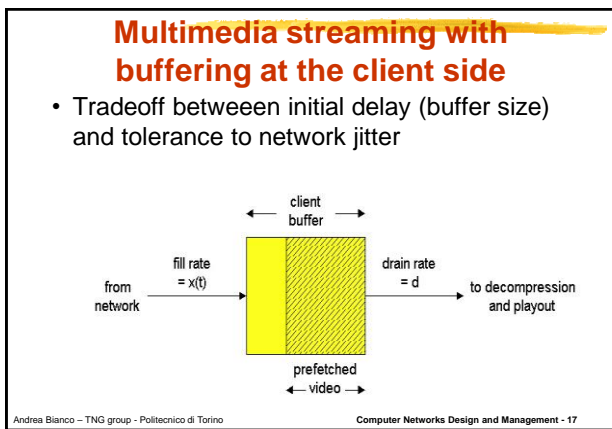 Multimedia streaming with
buffering at the client side
• Tradeoff betweeen initial delay (buffer size)
and tolerance to network jitter
client
buffer
fill rate
= x(t)
drain rate
= d
from
network
to decompression
and playout
prefetched
video
Andrea Bianco – TNG group - Politecnico di Torino
Computer Networks Design and Management - 17